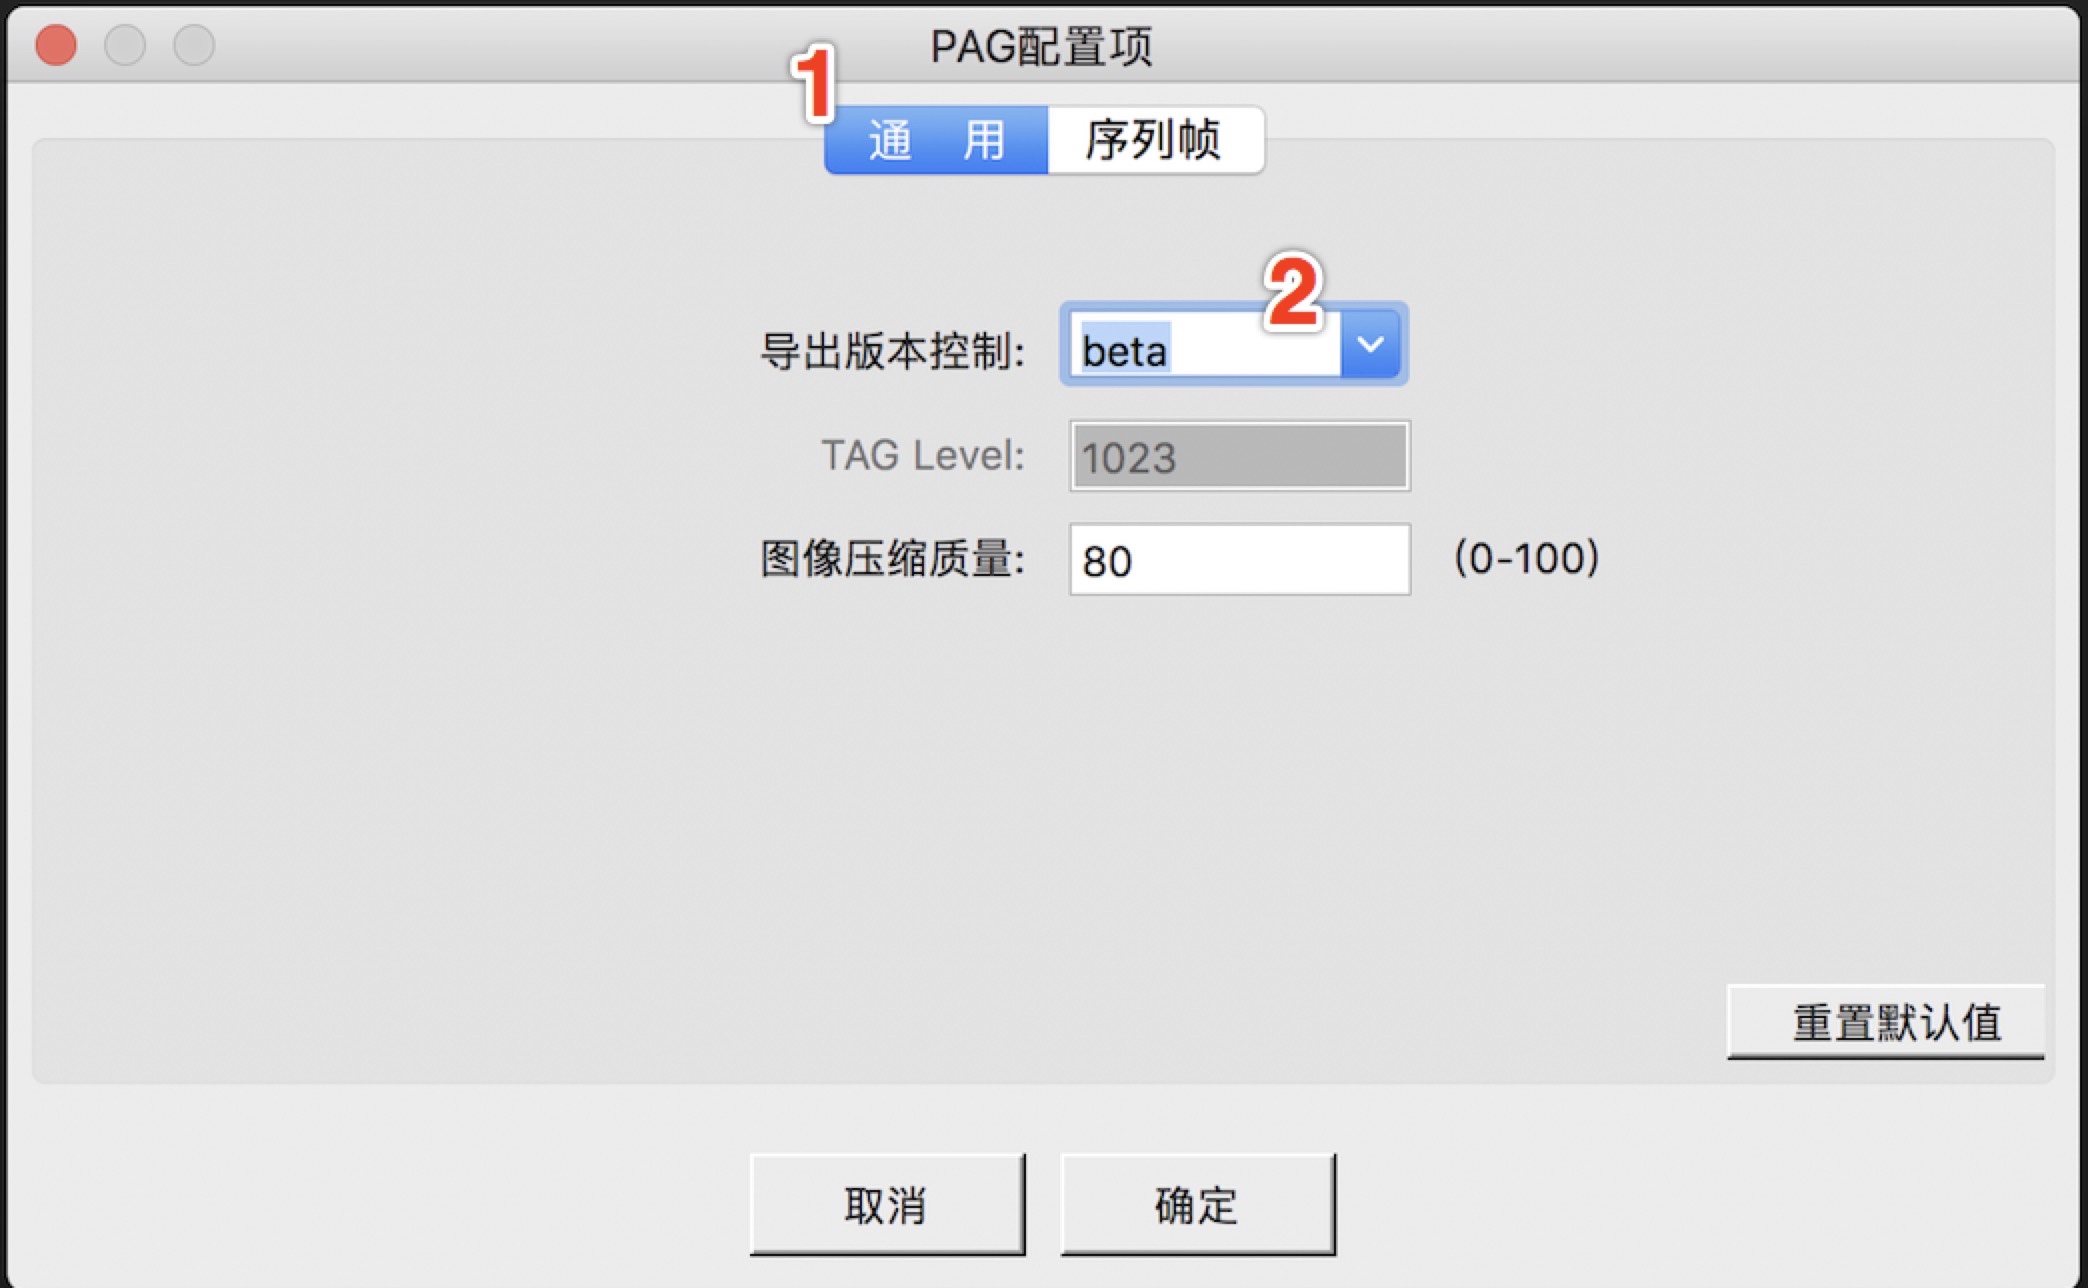 PAG配置项
1
通 用 序列帧
2
导出版本控制: beta
TAG Level: 1023
图像压缩质量: 80 (0-100)
重置默认值
取消 确定